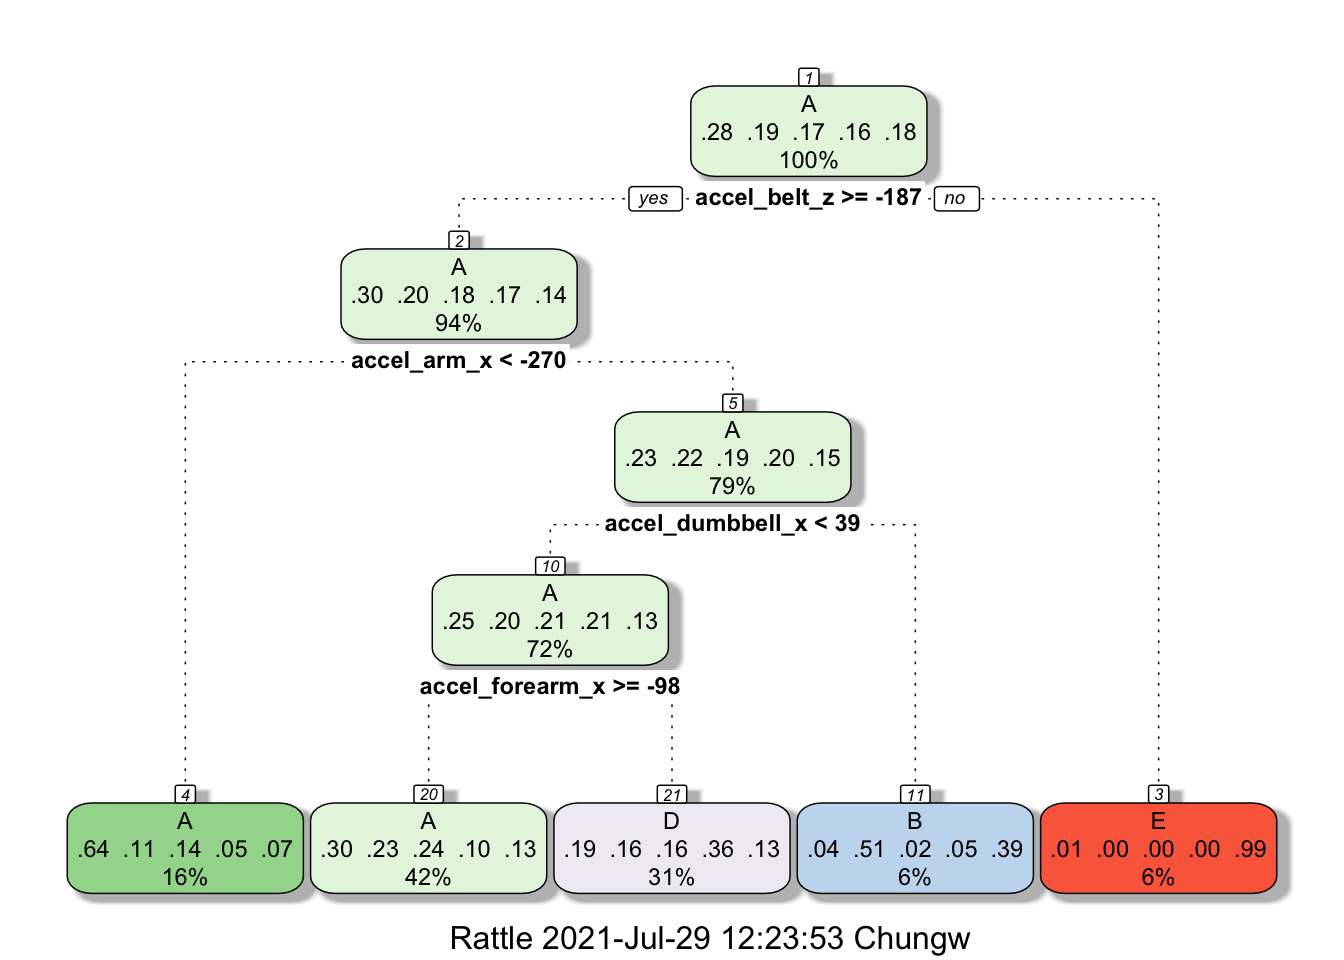 1
A
.28 .19 .17 .16 .18
100%
yes accel_belt_z >= -187 no
2
A
.30 .20 .18 .17 .14
94%
accel_arm_x < -270
5
A
.23 .22 .19 .20 .15
79%
accel_dumbbell_x < 39
10
A
.25 .20 .21 .21 .13
72%
accel_forearm_x >= -98
4
A
.64 .11 .14 .05 .07
16%
20
A
.30 .23 .24 .10 .13
42%
21
D
.19 .16 .16 .36 .13
31%
11
B
.04 .51 .02 .05 .39
6%
3
E
.01 .00 .00 .00 .99
6%
Rattle 2021-Jul-29 12:23:53 Chungw